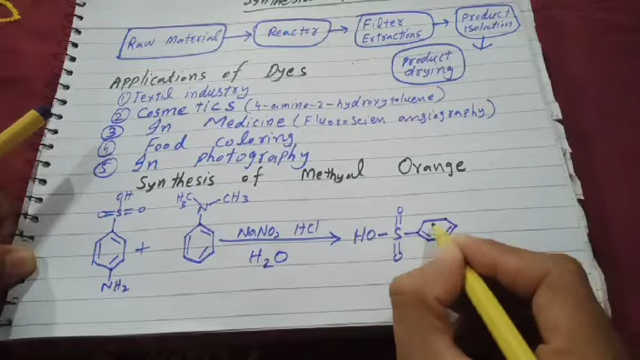 Raw Material → Reactor → Filter Extractions → Product isolation
Product drying
Applications of Dyes
① Textil industry
② Cosmetics (4-amino-2-hydroxytoluene)
③ In Medicine (Fluoroscien angiography)
④ Food coloring
⑤ In photography
Synthesis of Methyal Orange
OH
O=S=O
NH₂
+
H₃C N CH₃
NaNO₂ HCl
H₂O
HO-S
O
O